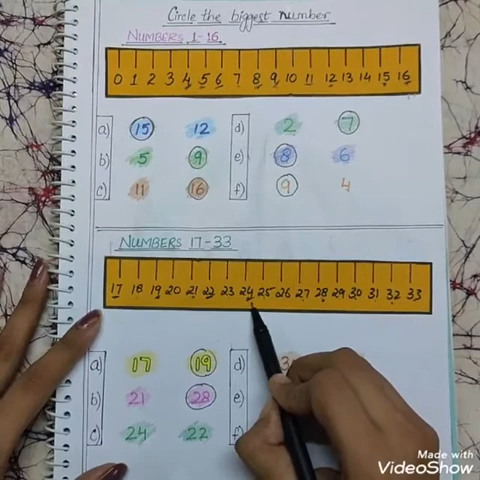 Circle the biggest Number
NUMBERS 1-16
0 1 2 3 4 5 6 7 8 9 10 11 12 13 14 15 16
a) 15 12 d) 2 7
b) 5 9 e) 8 6
c) 11 16 f) 9 4
NUMBERS 17-33
17 18 19 20 21 22 23 24 25 26 27 28 29 30 31 32 33
a) 17 19 d) 3
b) 21 28 e)
c) 24 22 f)
Made with
VideoShow